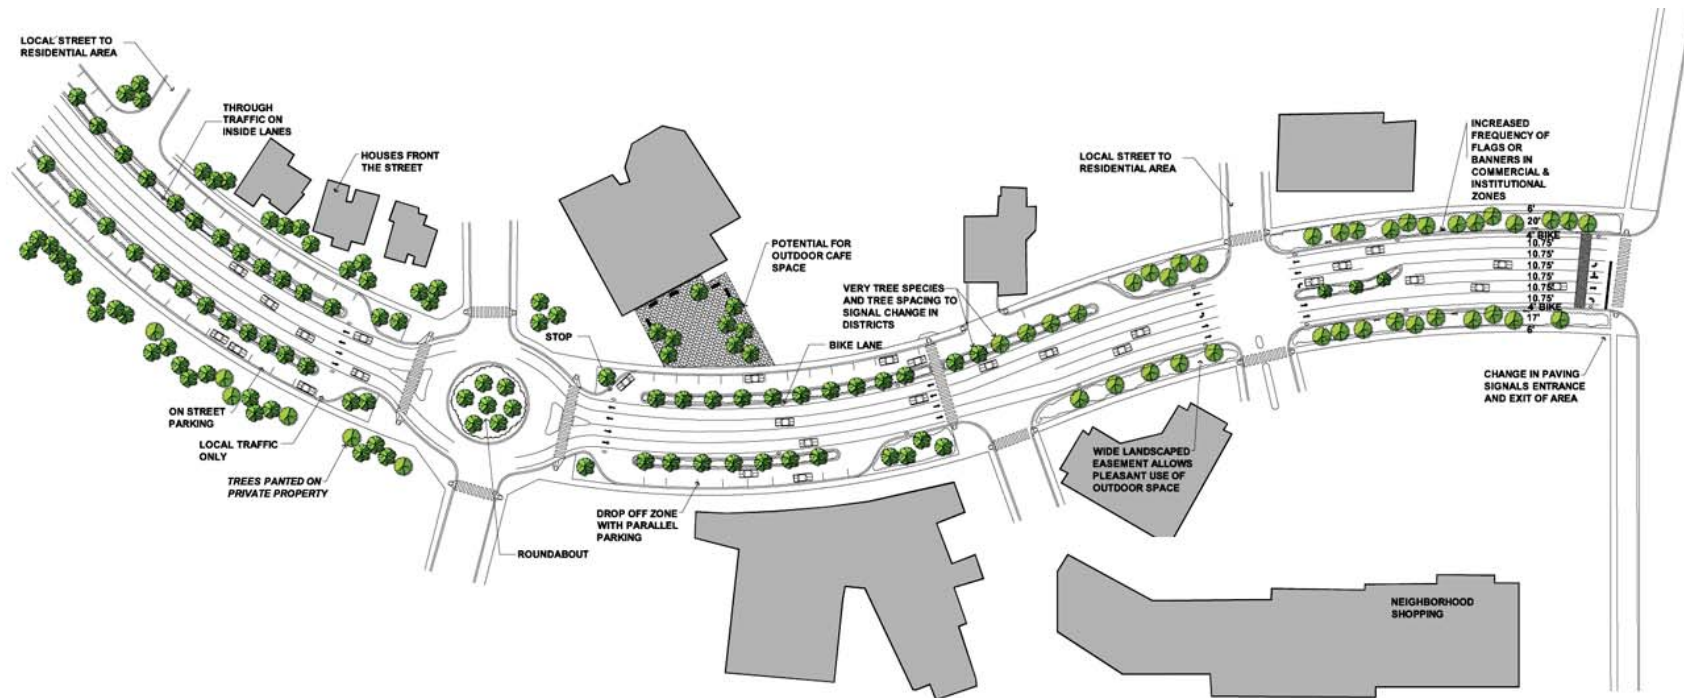 LOCAL STREET TO
RESIDENTIAL AREA
THROUGH
TRAFFIC ON
INSIDE LANES
HOUSES FRONT
THE STREET
POTENTIAL FOR
OUTDOOR CAFE
SPACE
LOCAL STREET TO
RESIDENTIAL AREA
INCREASED
FREQUENCY OF
FLAGS OR
BANNERS IN
COMMERCIAL &
INSTITUTIONAL
ZONES
6'
20'
4' BIKE
10.75'
10.75'
10.75'
10.75'
10.75'
4' BIKE
17'
6'
VERY TREE SPECIES
AND TREE SPACING TO
SIGNAL CHANGE IN
DISTRICTS
STOP
BIKE LANE
CHANGE IN PAVING
SIGNALS ENTRANCE
AND EXIT OF AREA
ON STREET
PARKING
LOCAL TRAFFIC
ONLY
TREES PANTED ON
PRIVATE PROPERTY
WIDE LANDSCAPED
EASEMENT ALLOWS
PLEASANT USE OF
OUTDOOR SPACE
DROP OFF ZONE
WITH PARALLEL
PARKING
ROUNDABOUT
NEIGHBORHOOD
SHOPPING